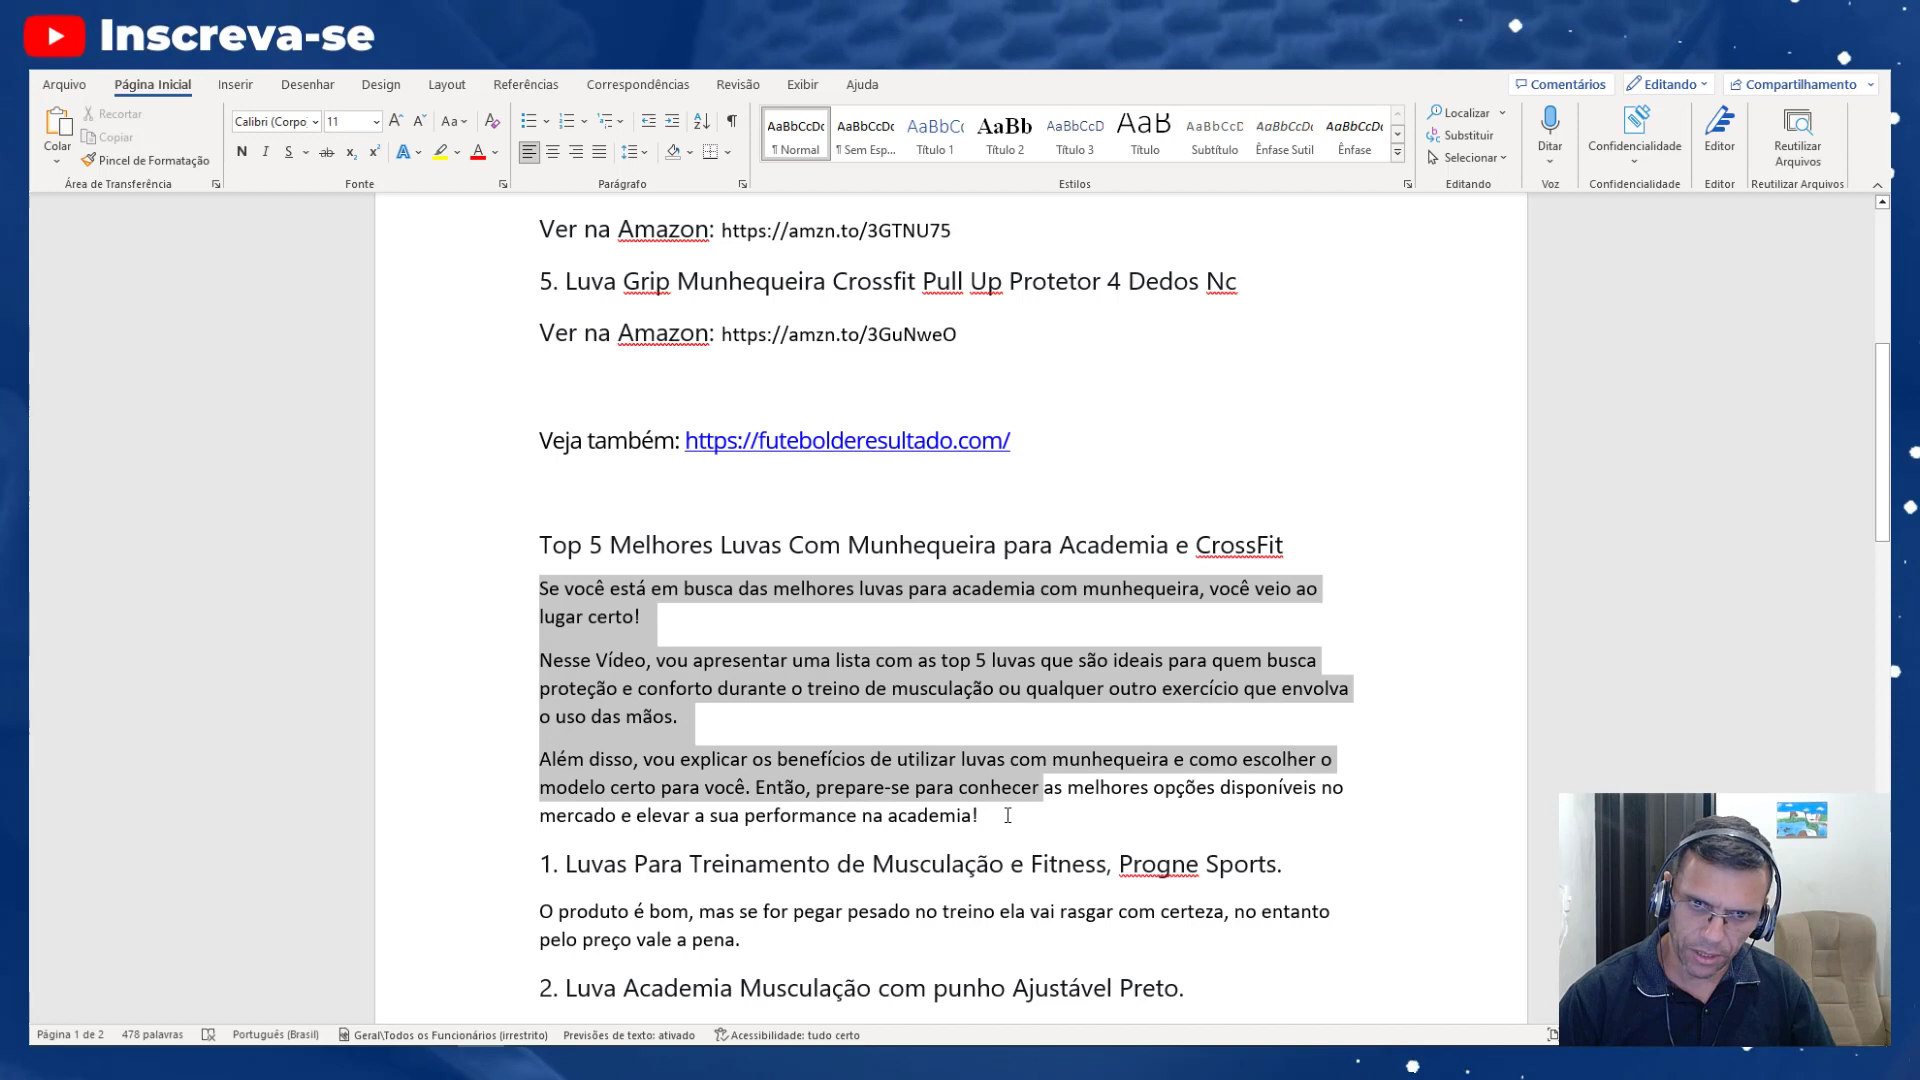 Inscreva-se
Arquivo Página Inicial Inserir Desenhar Design Layout Referências Correspondências Revisão Exibir Ajuda
Comentários Editando Compartilhamento
Colar
Recortar
Copiar
Pincel de Formatação
Área de Transferência
Calibri (Corpo 11
Fonte
Parágrafo
AaBbCcDc AaBbCcDc AaBbCc AaBb AaBbCcD AaB AaBbCcD AaBbCcDc AaBbCcDc
¶ Normal ¶ Sem Esp... Título 1 Título 2 Título 3 Título Subtítulo Ênfase Sutil Ênfase
Estilos
Localizar
Substituir
Selecionar
Editando
Ditar
Voz
Confidencialidade
Confidencialidade
Editor
Editor
Reutilizar
Arquivos
Reutilizar Arquivos
Ver na Amazon: https://amzn.to/3GTNU75
5. Luva Grip Munhequeira Crossfit Pull Up Protetor 4 Dedos Nc
Ver na Amazon: https://amzn.to/3GuNweO
Veja também: https://futebolderesultado.com/
Top 5 Melhores Luvas Com Munhequeira para Academia e CrossFit
Se você está em busca das melhores luvas para academia com munhequeira, você veio ao
lugar certo!
Nesse Vídeo, vou apresentar uma lista com as top 5 luvas que são ideais para quem busca
proteção e conforto durante o treino de musculação ou qualquer outro exercício que envolva
o uso das mãos.
Além disso, vou explicar os benefícios de utilizar luvas com munhequeira e como escolher o
modelo certo para você. Então, prepare-se para conhecer as melhores opções disponíveis no
mercado e elevar a sua performance na academia!
1. Luvas Para Treinamento de Musculação e Fitness, Progne Sports.
O produto é bom, mas se for pegar pesado no treino ela vai rasgar com certeza, no entanto
pelo preço vale a pena.
2. Luva Academia Musculação com punho Ajustável Preto.
Página 1 de 2 478 palavras Português (Brasil) Geral\Todos os Funcionários (irrestrito) Previsões de texto: ativado Acessibilidade: tudo certo